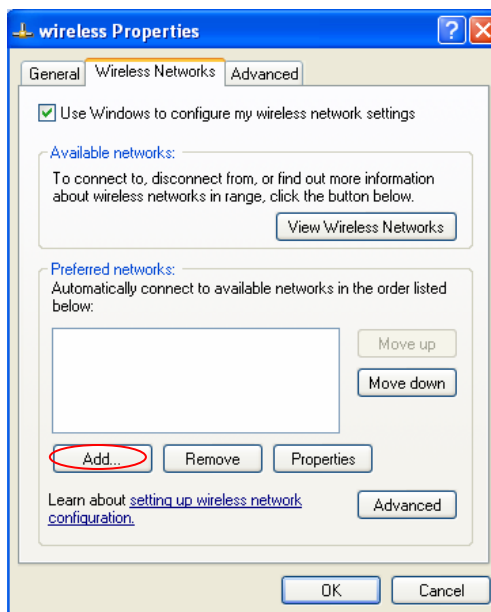 wireless Properties
General Wireless Networks Advanced
Use Windows to configure my wireless network settings
Available networks:
To connect to, disconnect from, or find out more information
about wireless networks in range, click the button below.
View Wireless Networks
Preferred networks:
Automatically connect to available networks in the order listed
below:
Move up
Move down
Add... Remove Properties
Learn about setting up wireless network
configuration.
Advanced
OK Cancel